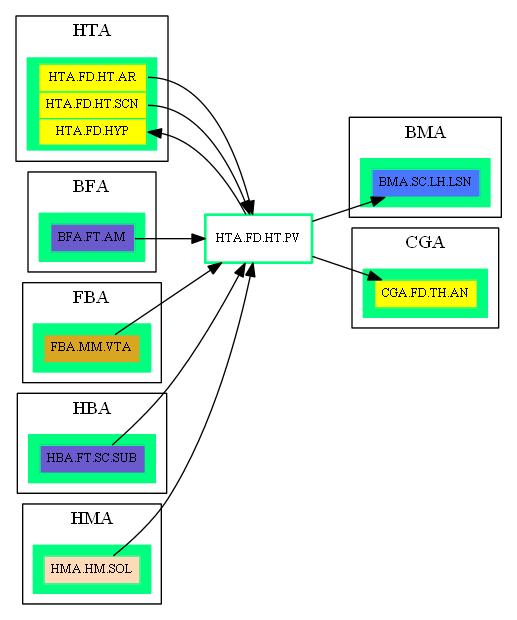 HTA
HTA.FD.HT.AR
HTA.FD.HT.SCN
HTA.FD.HYP
BFA
BFA.FT.AM
FBA
FBA.MM.VTA
HBA
HBA.FT.SC.SUB
HMA
HMA.HM.SOL
HTA.FD.HT.PV
BMA
BMA.SC.LH.LSN
CGA
CGA.FD.TH.AN